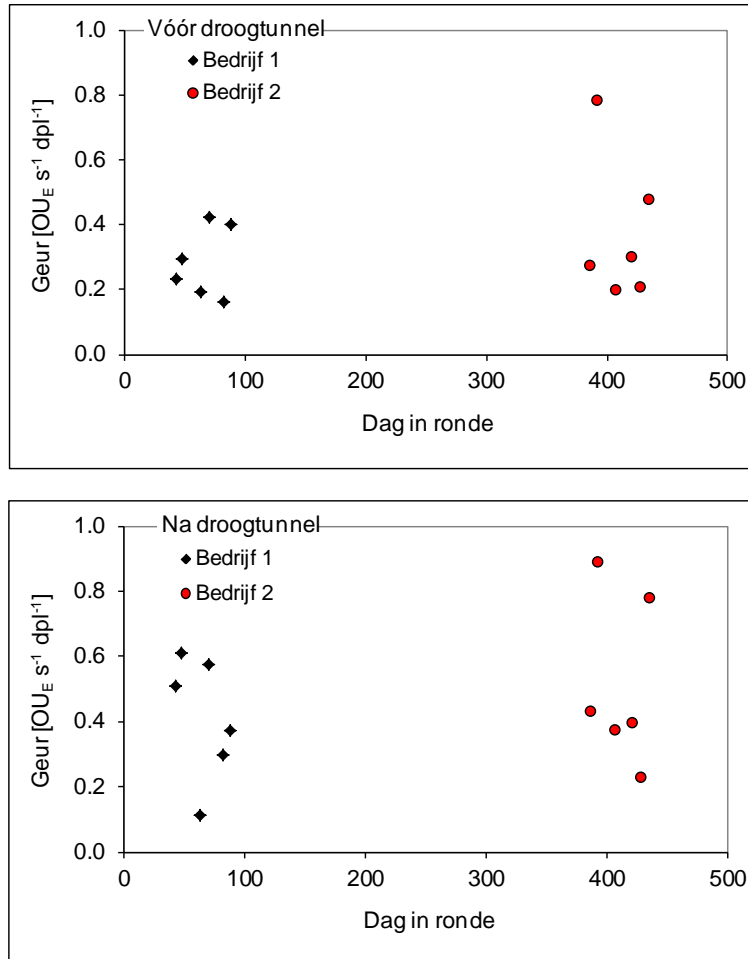 Vóór droogtunnel
Bedrijf 1
Bedrijf 2
Geur [OU_E s⁻¹ dpl⁻¹]
1.0
0.8
0.6
0.4
0.2
0.0
0 100 200 300 400 500
Dag in ronde
Na droogtunnel
Bedrijf 1
Bedrijf 2
Geur [OU_E s⁻¹ dpl⁻¹]
1.0
0.8
0.6
0.4
0.2
0.0
0 100 200 300 400 500
Dag in ronde